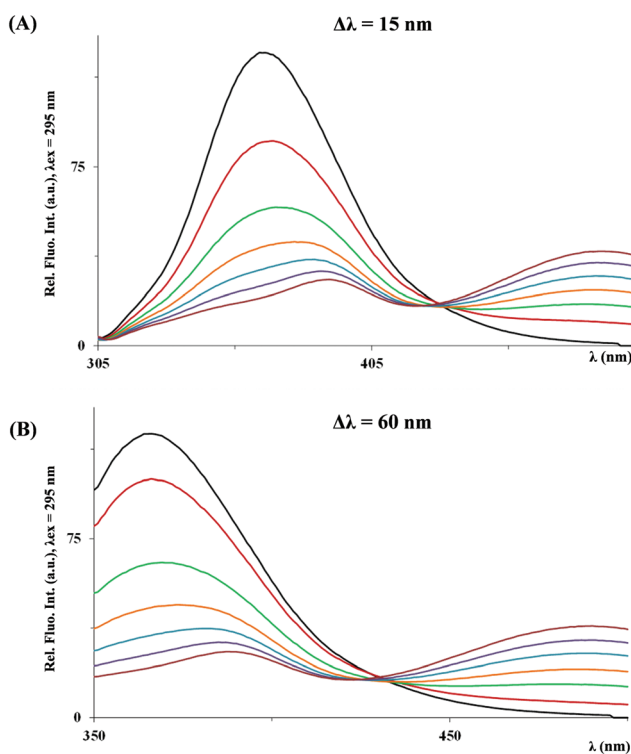 (A)
Δλ = 15 nm
Rel. Fluo. Int. (a.u.), λex = 295 nm
75
0
305
405
λ (nm)
(B)
Δλ = 60 nm
Rel. Fluo. Int. (a.u.), λex = 295 nm
75
0
350
450
λ (nm)